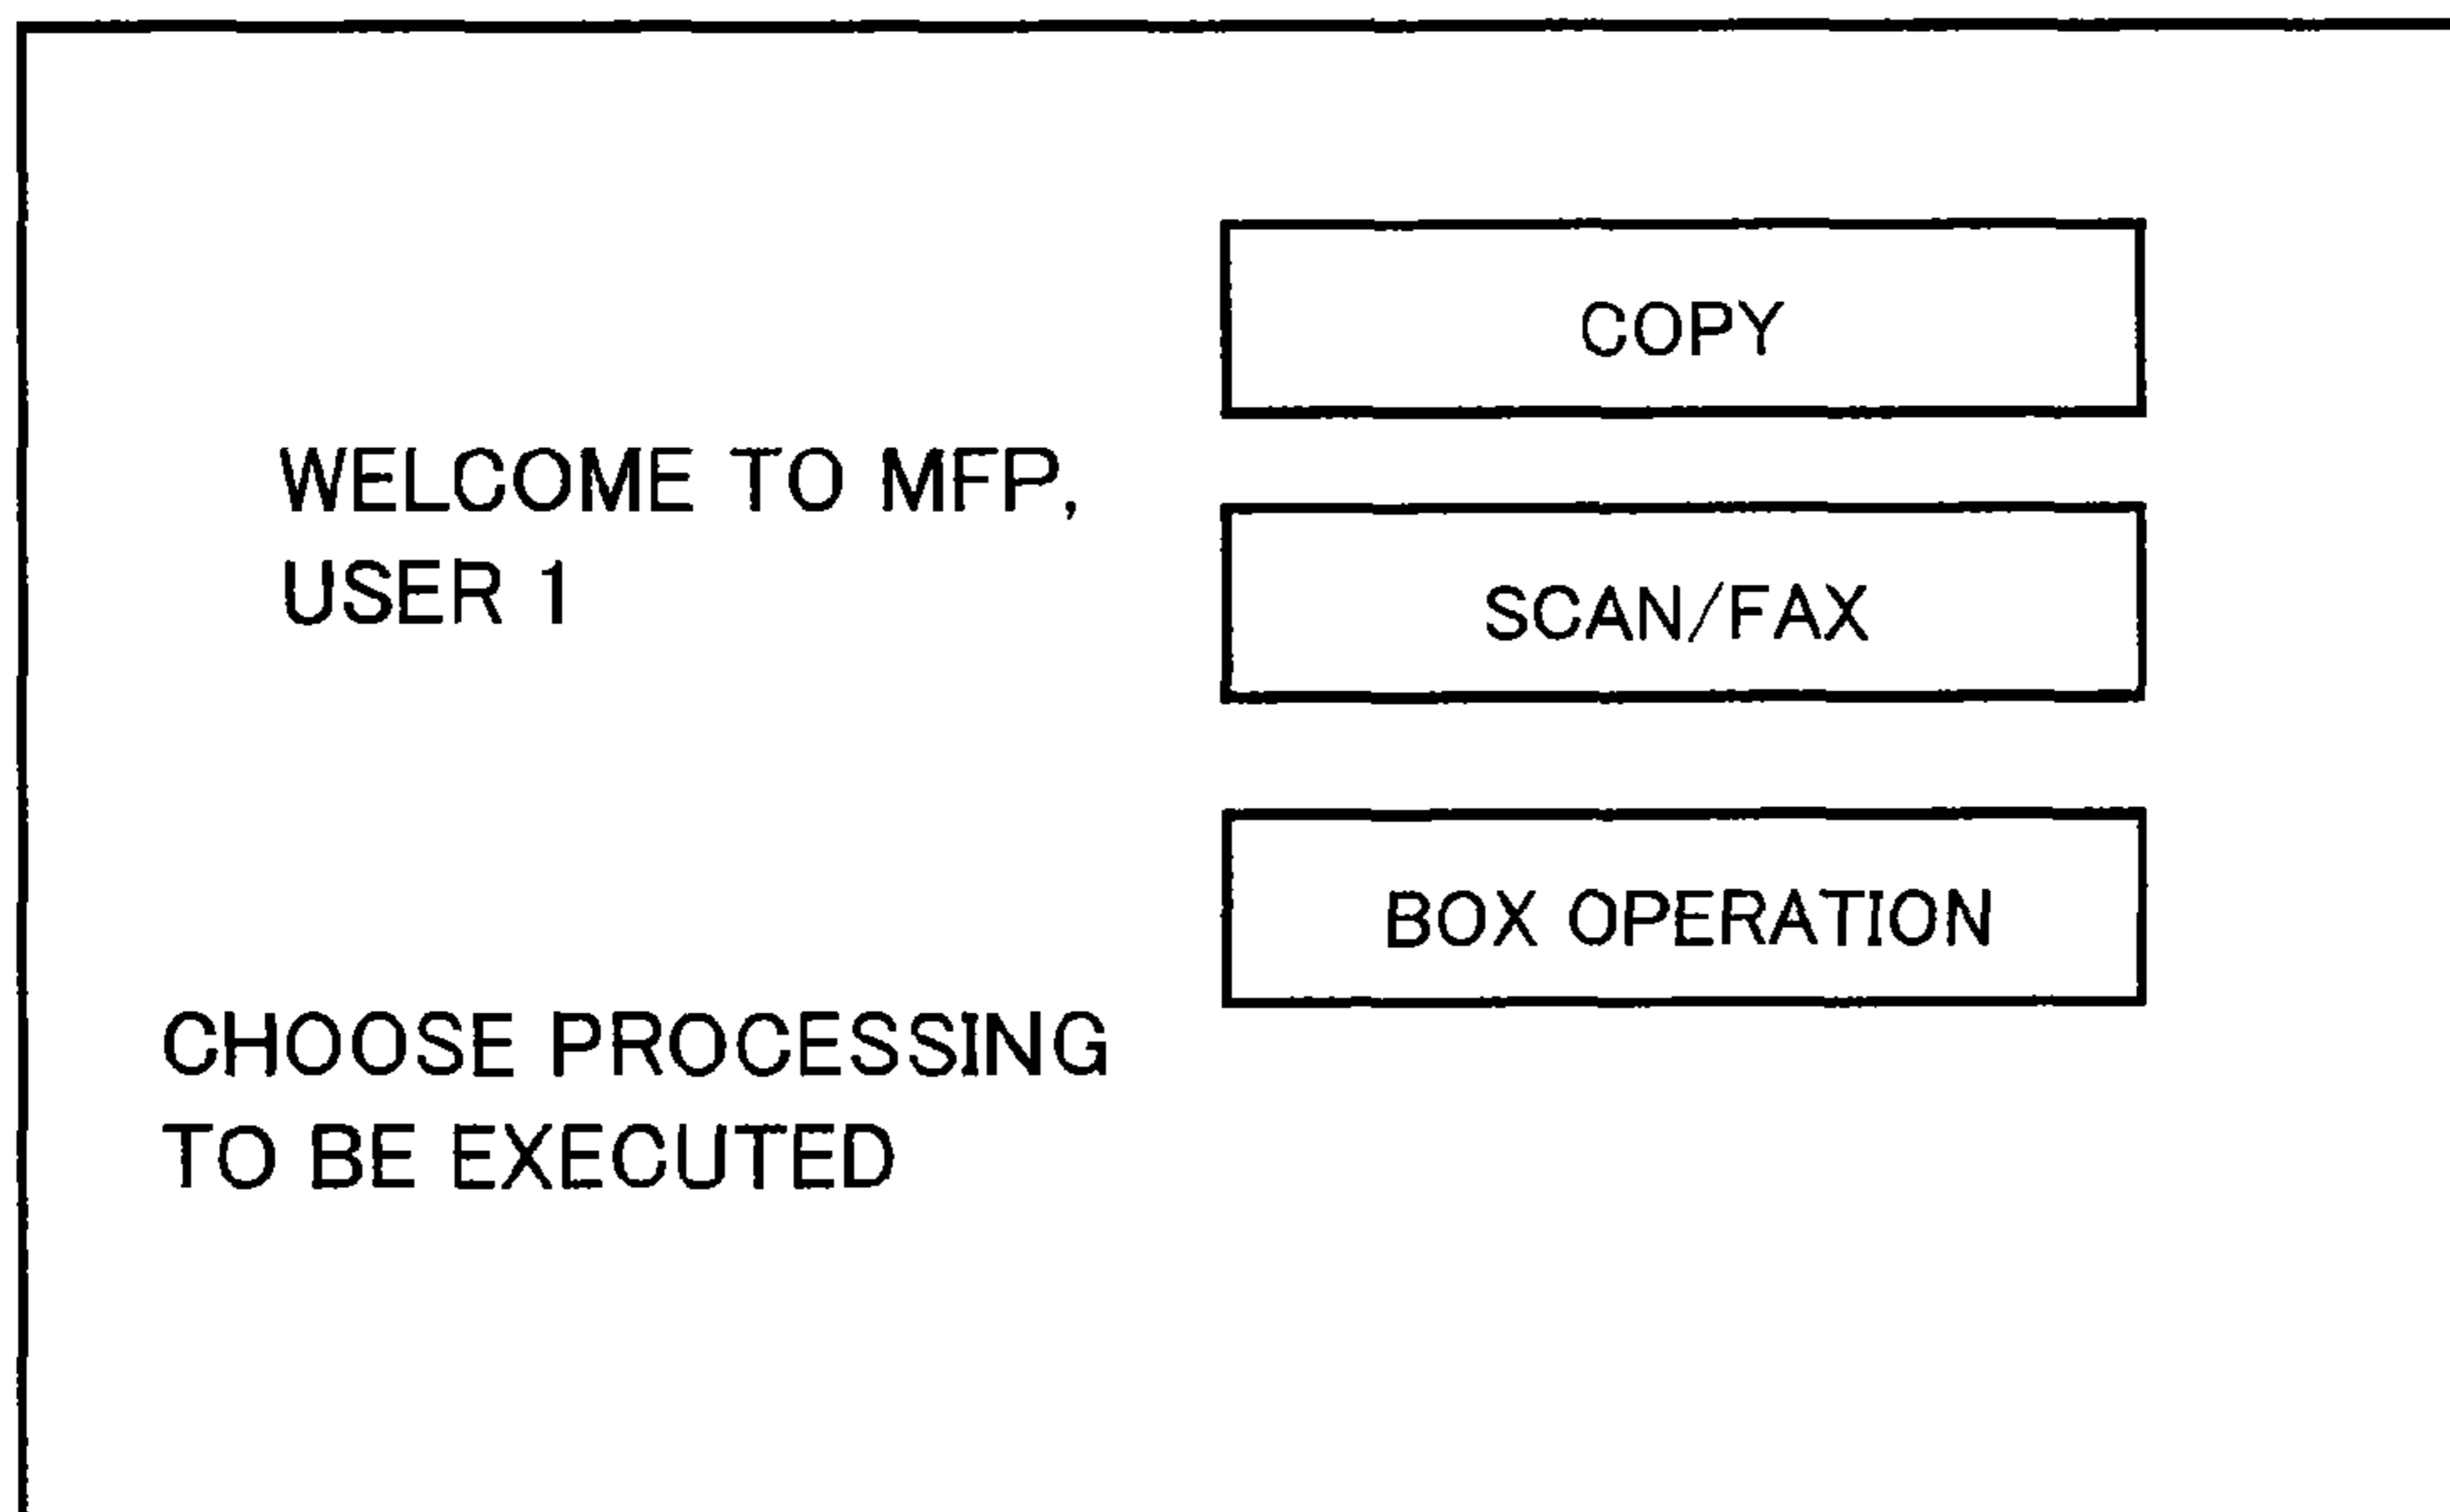 WELCOME TO MFP,
USER 1
CHOOSE PROCESSING
TO BE EXECUTED
COPY
SCAN/FAX
BOX OPERATION